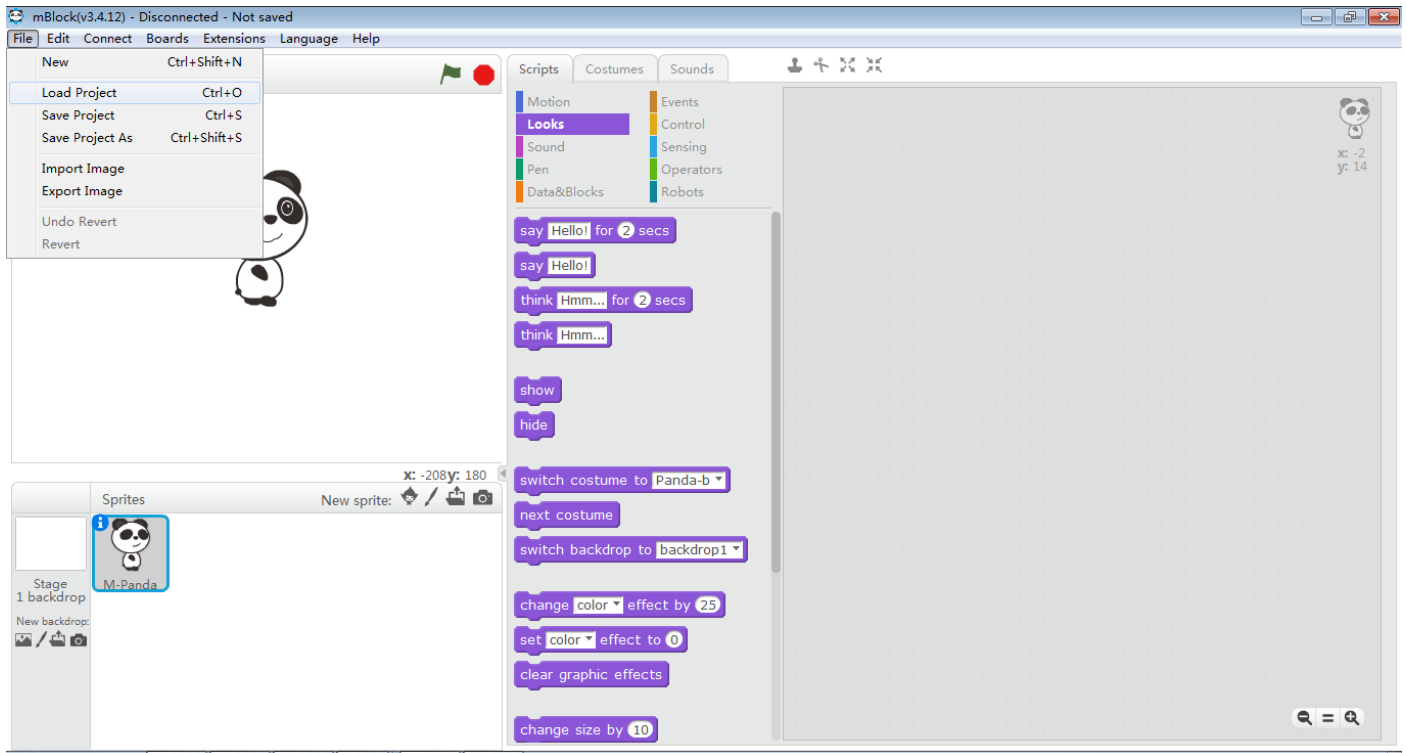 mBlock(v3.4.12) - Disconnected - Not saved
File Edit Connect Boards Extensions Language Help
New Ctrl+Shift+N
Load Project Ctrl+O
Save Project Ctrl+S
Save Project As Ctrl+Shift+S
Import Image
Export Image
Undo Revert
Revert
x: -208 y: 180
Sprites New sprite:
Stage
1 backdrop
New backdrop:
M-Panda
Scripts Costumes Sounds
Motion Events
Looks Control
Sound Sensing
Pen Operators
Data&Blocks Robots
say Hello! for 2 secs
say Hello!
think Hmm... for 2 secs
think Hmm...
show
hide
switch costume to Panda-b
next costume
switch backdrop to backdrop1
change color effect by 25
set color effect to 0
clear graphic effects
change size by 10
x: -2
y: 14